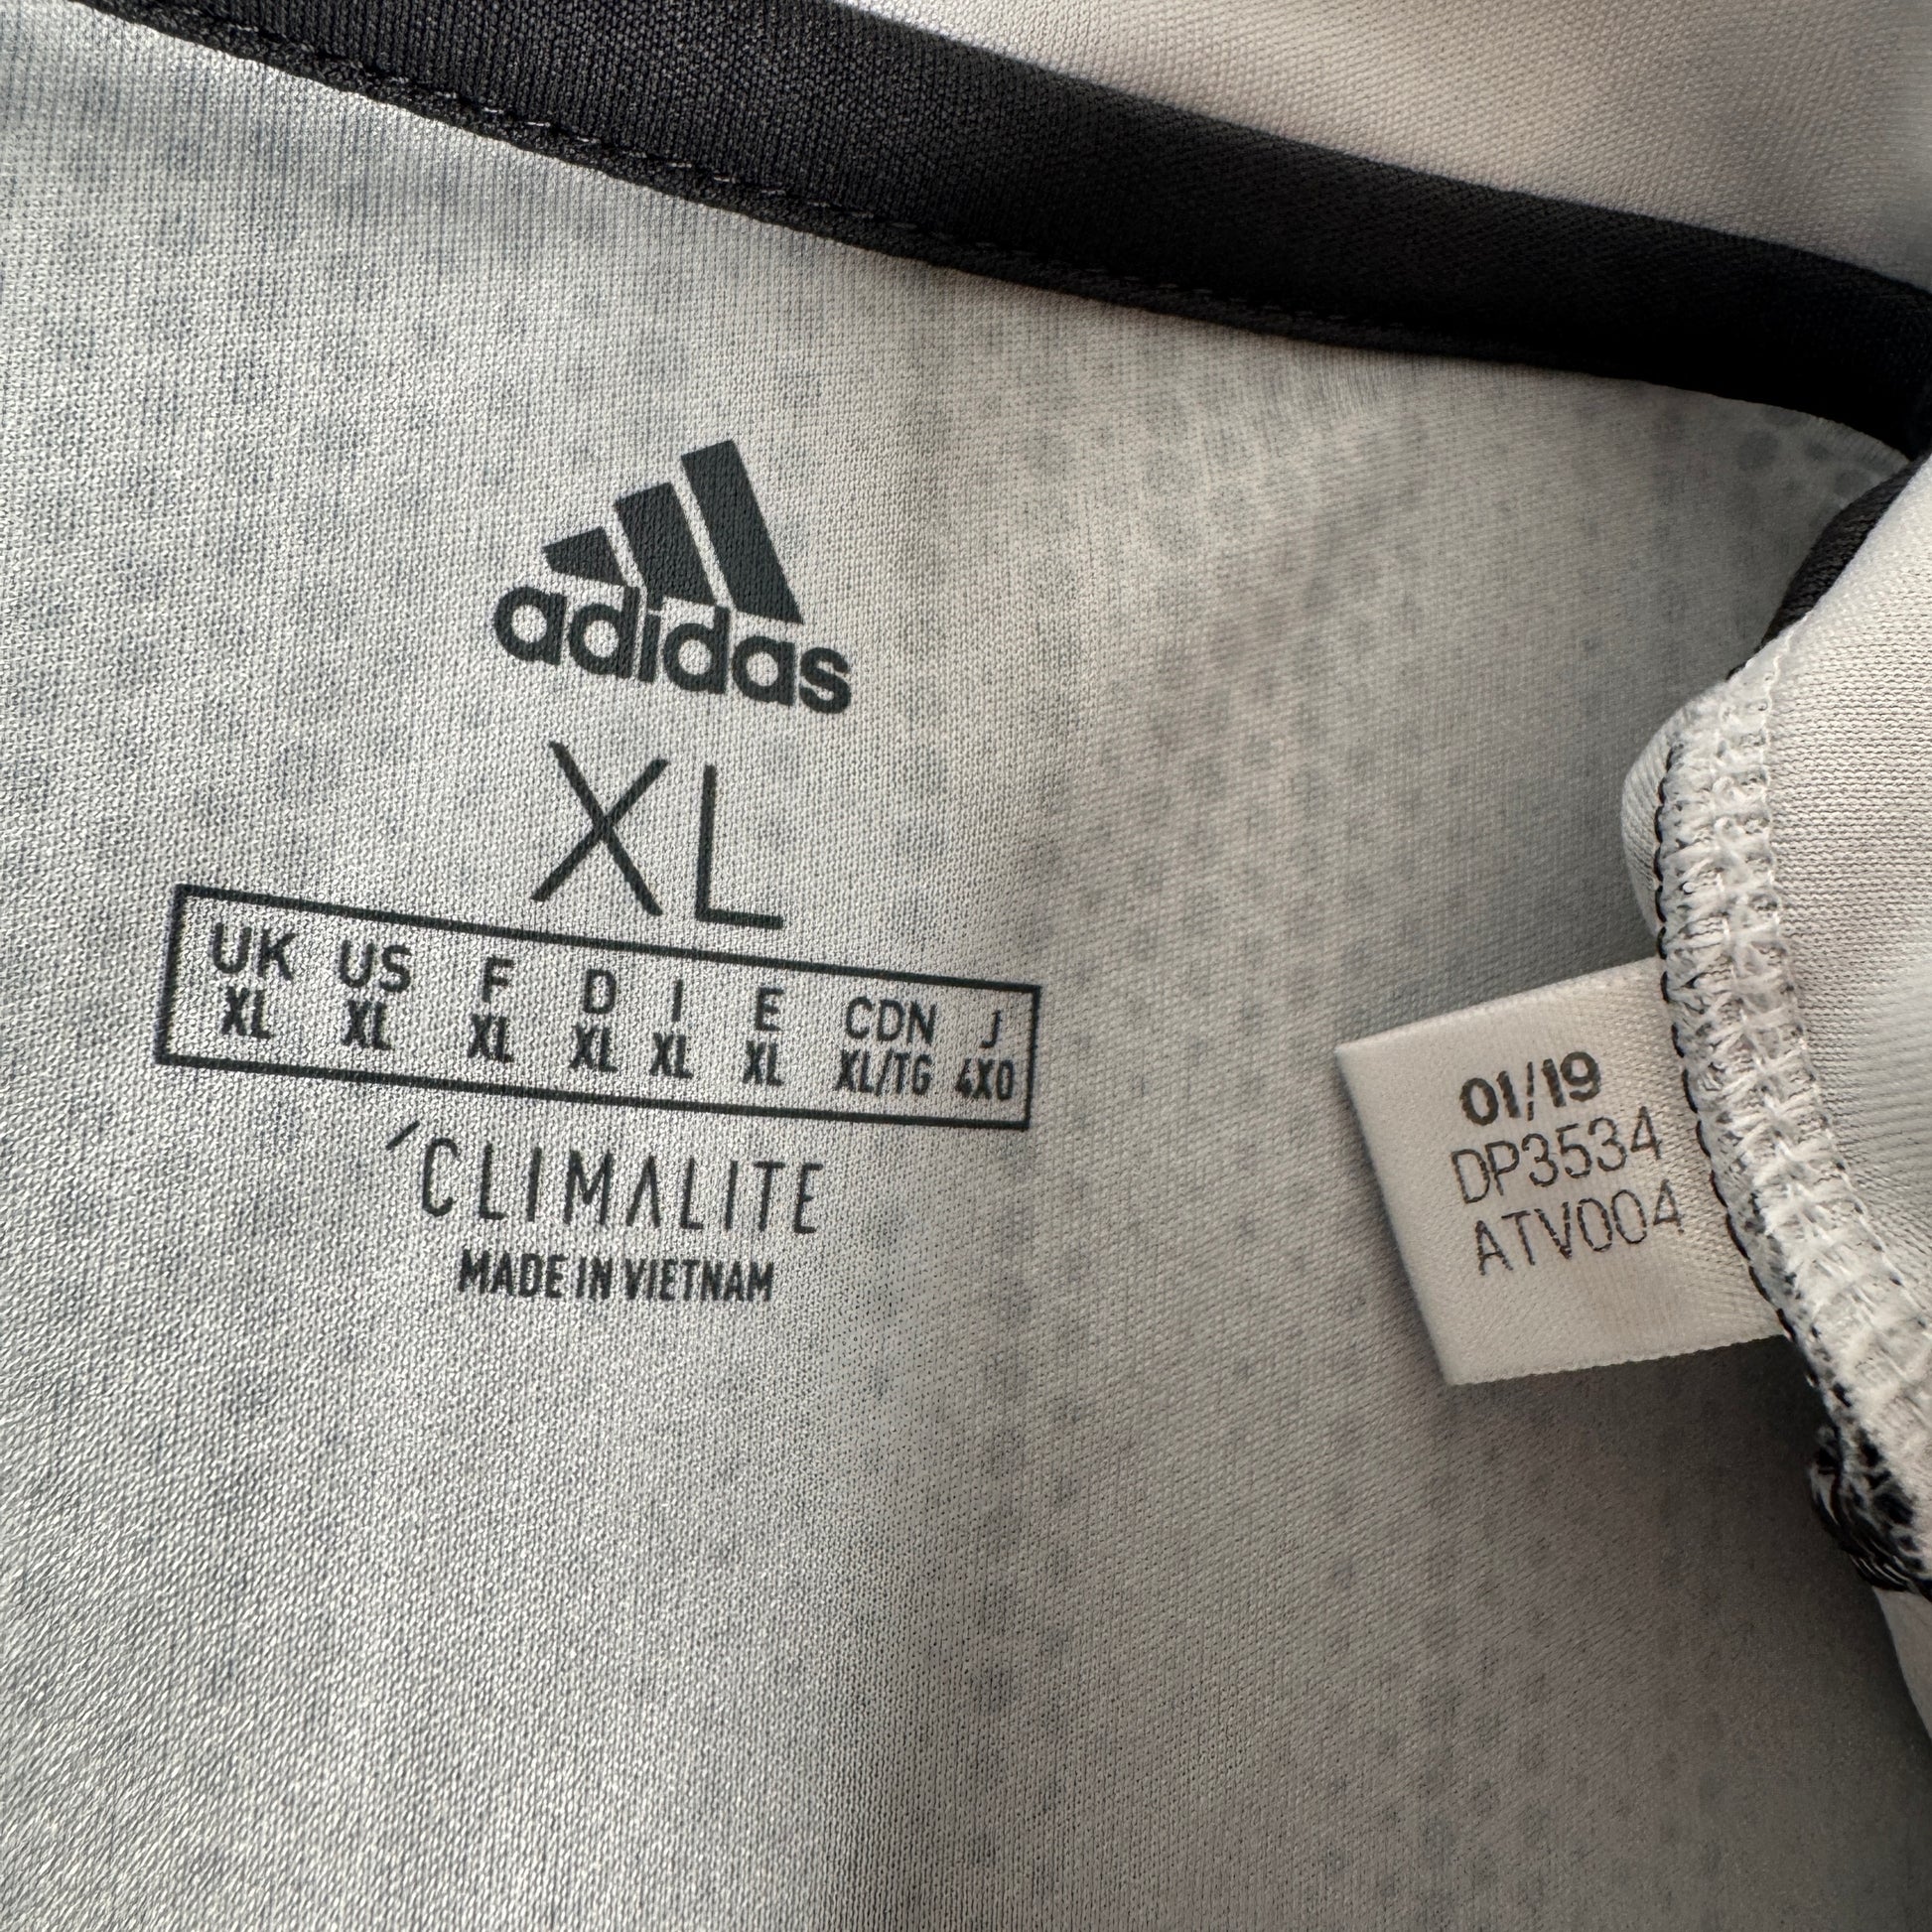 adidas
XL
UK US F D I E CDN J
XL XL XL XL XL XL XL/TG 4XO
CLIMALITE
MADE IN VIETNAM
01/19
DP3534
ATV004